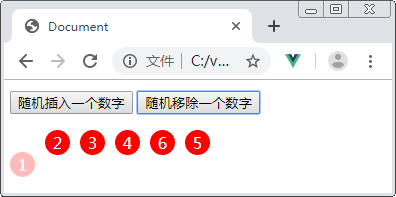 Document
文件 C:/v...
随机插入一个数字 随机移除一个数字
2 3 4 6 5
1